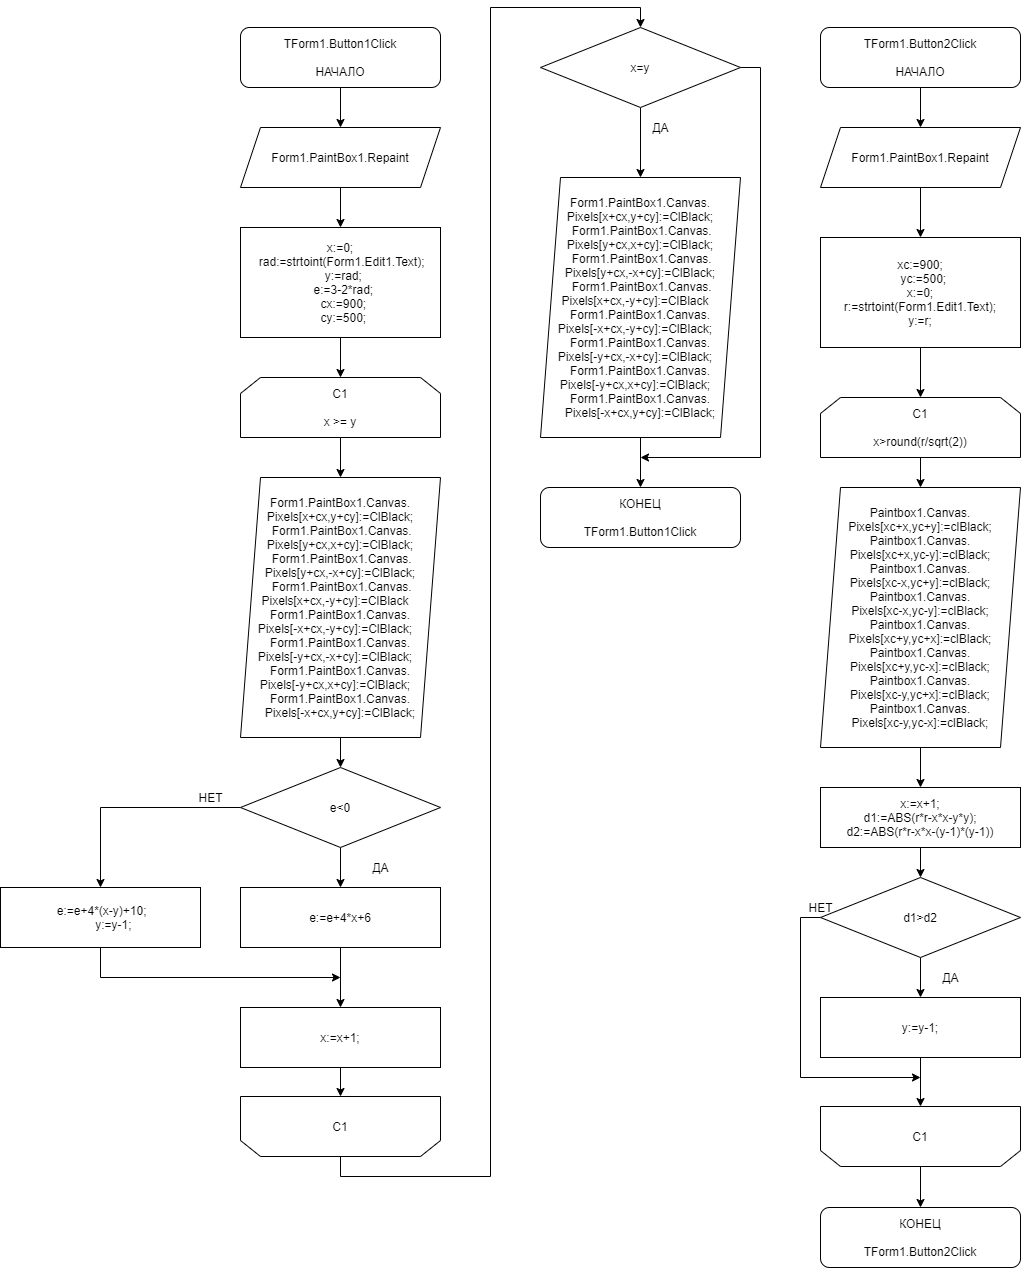 TForm1.Button1Click
НАЧАЛО
Form1.PaintBox1.Repaint
x:=0;
rad:=strtoint(Form1.Edit1.Text);
y:=rad;
e:=3-2*rad;
cx:=900;
cy:=500;
C1
x >= y
Form1.PaintBox1.Canvas.
Pixels[x+cx,y+cy]:=ClBlack;
Form1.PaintBox1.Canvas.
Pixels[y+cx,x+cy]:=ClBlack;
Form1.PaintBox1.Canvas.
Pixels[y+cx,-x+cy]:=ClBlack;
Form1.PaintBox1.Canvas.
Pixels[x+cx,-y+cy]:=ClBlack
Form1.PaintBox1.Canvas.
Pixels[-x+cx,-y+cy]:=ClBlack;
Form1.PaintBox1.Canvas.
Pixels[-y+cx,-x+cy]:=ClBlack;
Form1.PaintBox1.Canvas.
Pixels[-y+cx,x+cy]:=ClBlack;
Form1.PaintBox1.Canvas.
Pixels[-x+cx,y+cy]:=ClBlack;
e<0
НЕТ
ДА
e:=e+4*(x-y)+10;
y:=y-1;
e:=e+4*x+6
x:=x+1;
C1
x=y
ДА
Form1.PaintBox1.Canvas.
Pixels[x+cx,y+cy]:=ClBlack;
Form1.PaintBox1.Canvas.
Pixels[y+cx,x+cy]:=ClBlack;
Form1.PaintBox1.Canvas.
Pixels[y+cx,-x+cy]:=ClBlack;
Form1.PaintBox1.Canvas.
Pixels[x+cx,-y+cy]:=ClBlack
Form1.PaintBox1.Canvas.
Pixels[-x+cx,-y+cy]:=ClBlack;
Form1.PaintBox1.Canvas.
Pixels[-y+cx,-x+cy]:=ClBlack;
Form1.PaintBox1.Canvas.
Pixels[-y+cx,x+cy]:=ClBlack;
Form1.PaintBox1.Canvas.
Pixels[-x+cx,y+cy]:=ClBlack;
КОНЕЦ
TForm1.Button1Click
TForm1.Button2Click
НАЧАЛО
Form1.PaintBox1.Repaint
xc:=900;
yc:=500;
x:=0;
r:=strtoint(Form1.Edit1.Text);
y:=r;
C1
x>round(r/sqrt(2))
Paintbox1.Canvas.
Pixels[xc+x,yc+y]:=clBlack;
Paintbox1.Canvas.
Pixels[xc+x,yc-y]:=clBlack;
Paintbox1.Canvas.
Pixels[xc-x,yc+y]:=clBlack;
Paintbox1.Canvas.
Pixels[xc-x,yc-y]:=clBlack;
Paintbox1.Canvas.
Pixels[xc+y,yc+x]:=clBlack;
Paintbox1.Canvas.
Pixels[xc+y,yc-x]:=clBlack;
Paintbox1.Canvas.
Pixels[xc-y,yc+x]:=clBlack;
Paintbox1.Canvas.
Pixels[xc-y,yc-x]:=clBlack;
x:=x+1;
d1:=ABS(r*r-x*x-y*y);
d2:=ABS(r*r-x*x-(y-1)*(y-1))
НЕТ
d1>d2
ДА
y:=y-1;
C1
КОНЕЦ
TForm1.Button2Click